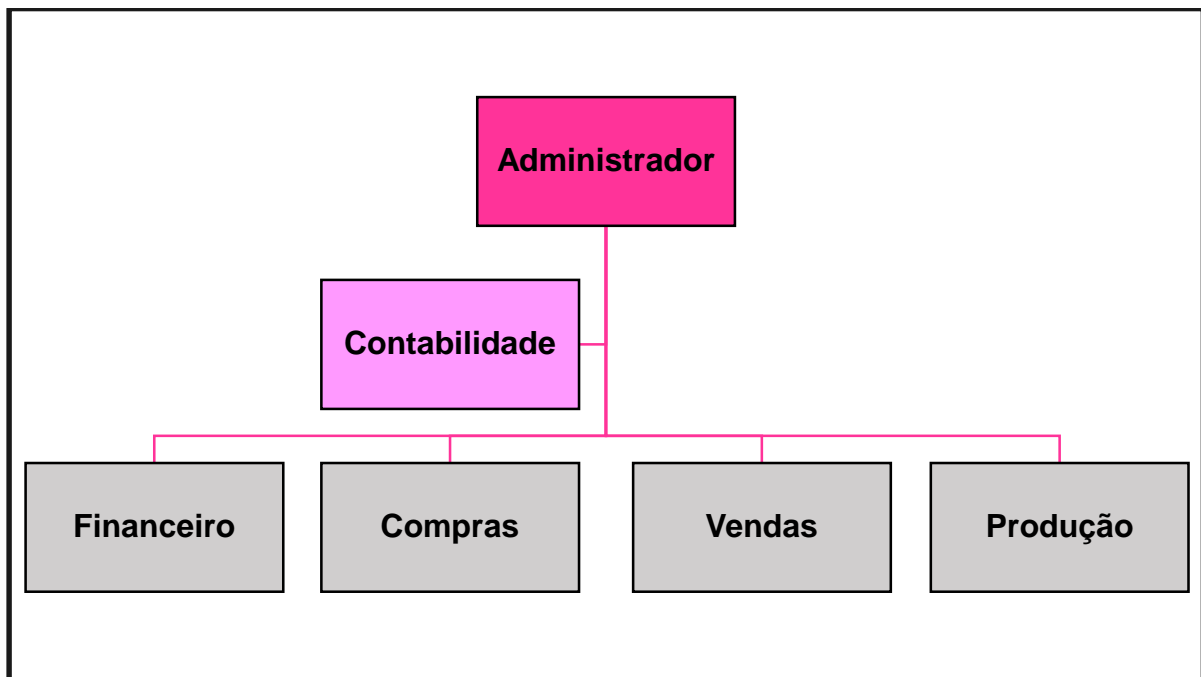 Administrador
Contabilidade
Financeiro
Compras
Vendas
Produção